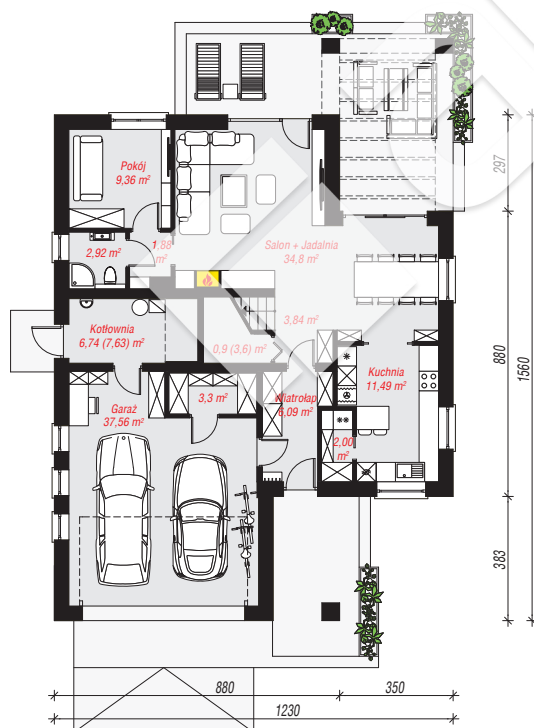 Pokój
9,36 m²
297
2,92 m²
1,88
m²
Salon + Jadalnia
34,8 m²
Kotłownia
6,74 (7,63) m²
3,84 m²
0,9 (3,6) m²
880
1560
Kuchnia
11,49 m²
Garaż
37,56 m²
3,3 m²
Wiatrołap
6,09 m²
2,00
m²
383
880
350
1230